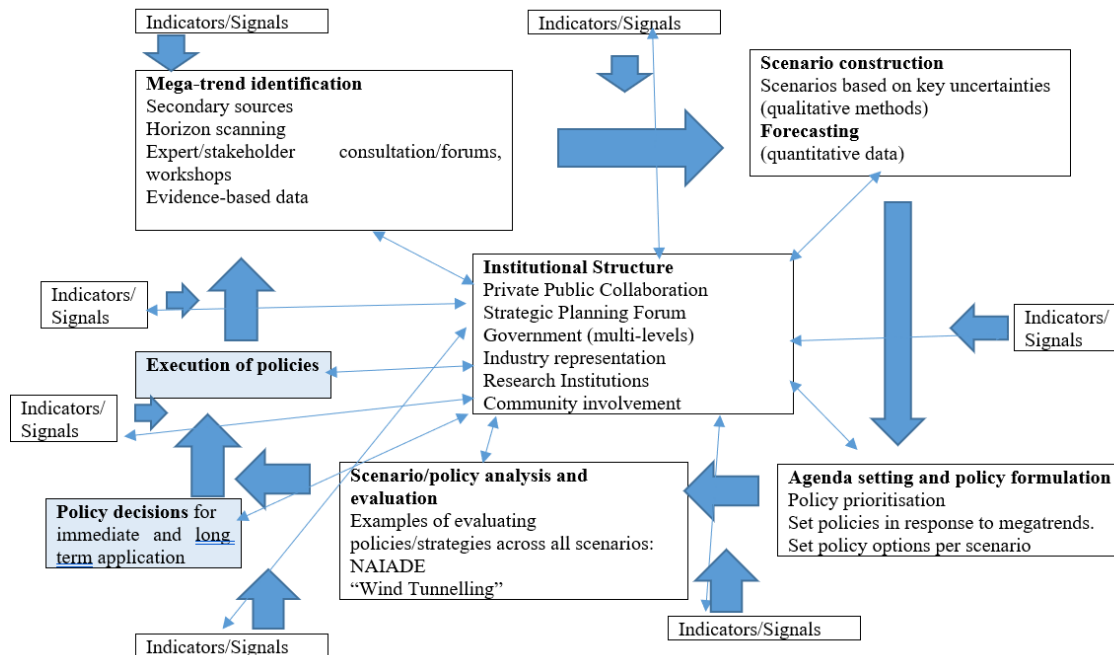 Indicators/Signals
Indicators/Signals
Mega-trend identification
Secondary sources
Horizon scanning
Expert/stakeholder consultation/forums,
workshops
Evidence-based data
Scenario construction
Scenarios based on key uncertainties
(qualitative methods)
Forecasting
(quantitative data)
Institutional Structure
Private Public Collaboration
Strategic Planning Forum
Government (multi-levels)
Industry representation
Research Institutions
Community involvement
Indicators/
Signals
Indicators/
Signals
Execution of policies
Indicators/
Signals
Policy decisions for
immediate and long
term application
Scenario/policy analysis and
evaluation
Examples of evaluating
policies/strategies across all scenarios:
NAIADE
“Wind Tunnelling”
Agenda setting and policy formulation
Policy prioritisation
Set policies in response to megatrends.
Set policy options per scenario
Indicators/Signals
Indicators/Signals